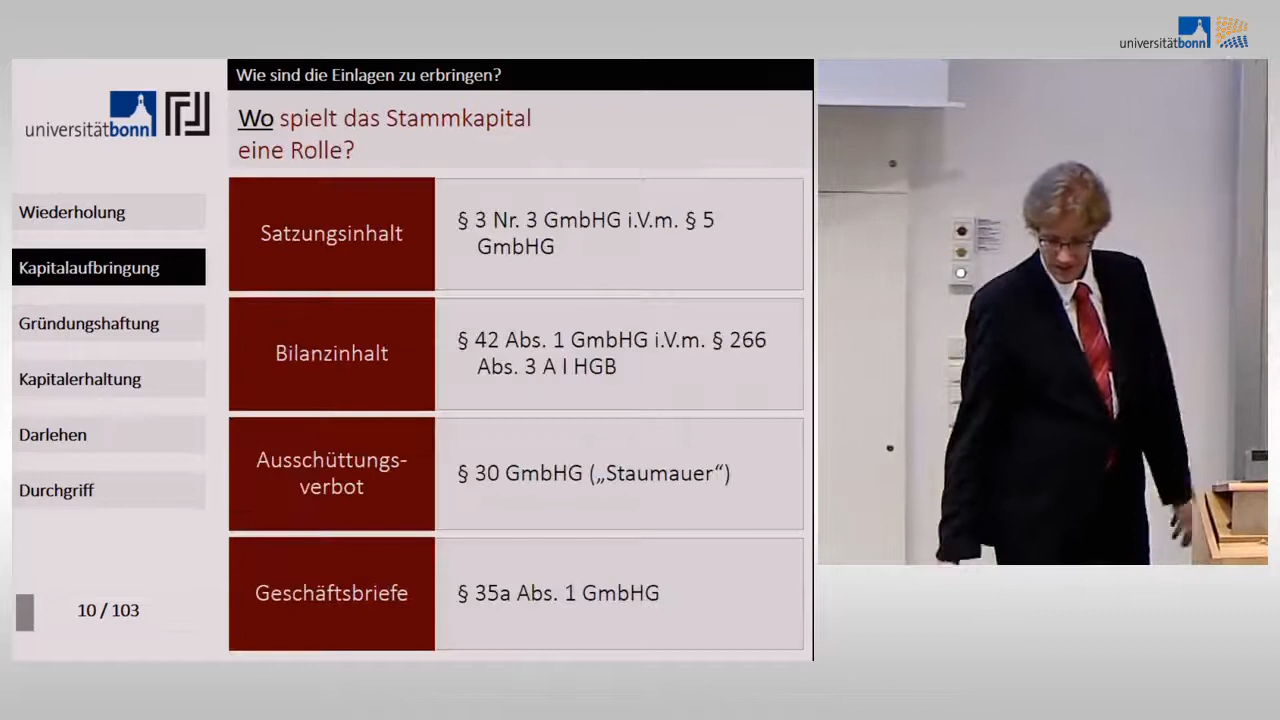 universitätbonn
Wie sind die Einlagen zu erbringen?
universitätbonn
Wo spielt das Stammkapital
eine Rolle?
Wiederholung
Kapitalaufbringung
Gründungshaftung
Kapitalerhaltung
Darlehen
Durchgriff
10 / 103
Satzungsinhalt
§ 3 Nr. 3 GmbHG i.V.m. § 5
GmbHG
Bilanzinhalt
§ 42 Abs. 1 GmbHG i.V.m. § 266
Abs. 3 A I HGB
Ausschüttungs-
verbot
§ 30 GmbHG („Staumauer“)
Geschäftsbriefe
§ 35a Abs. 1 GmbHG